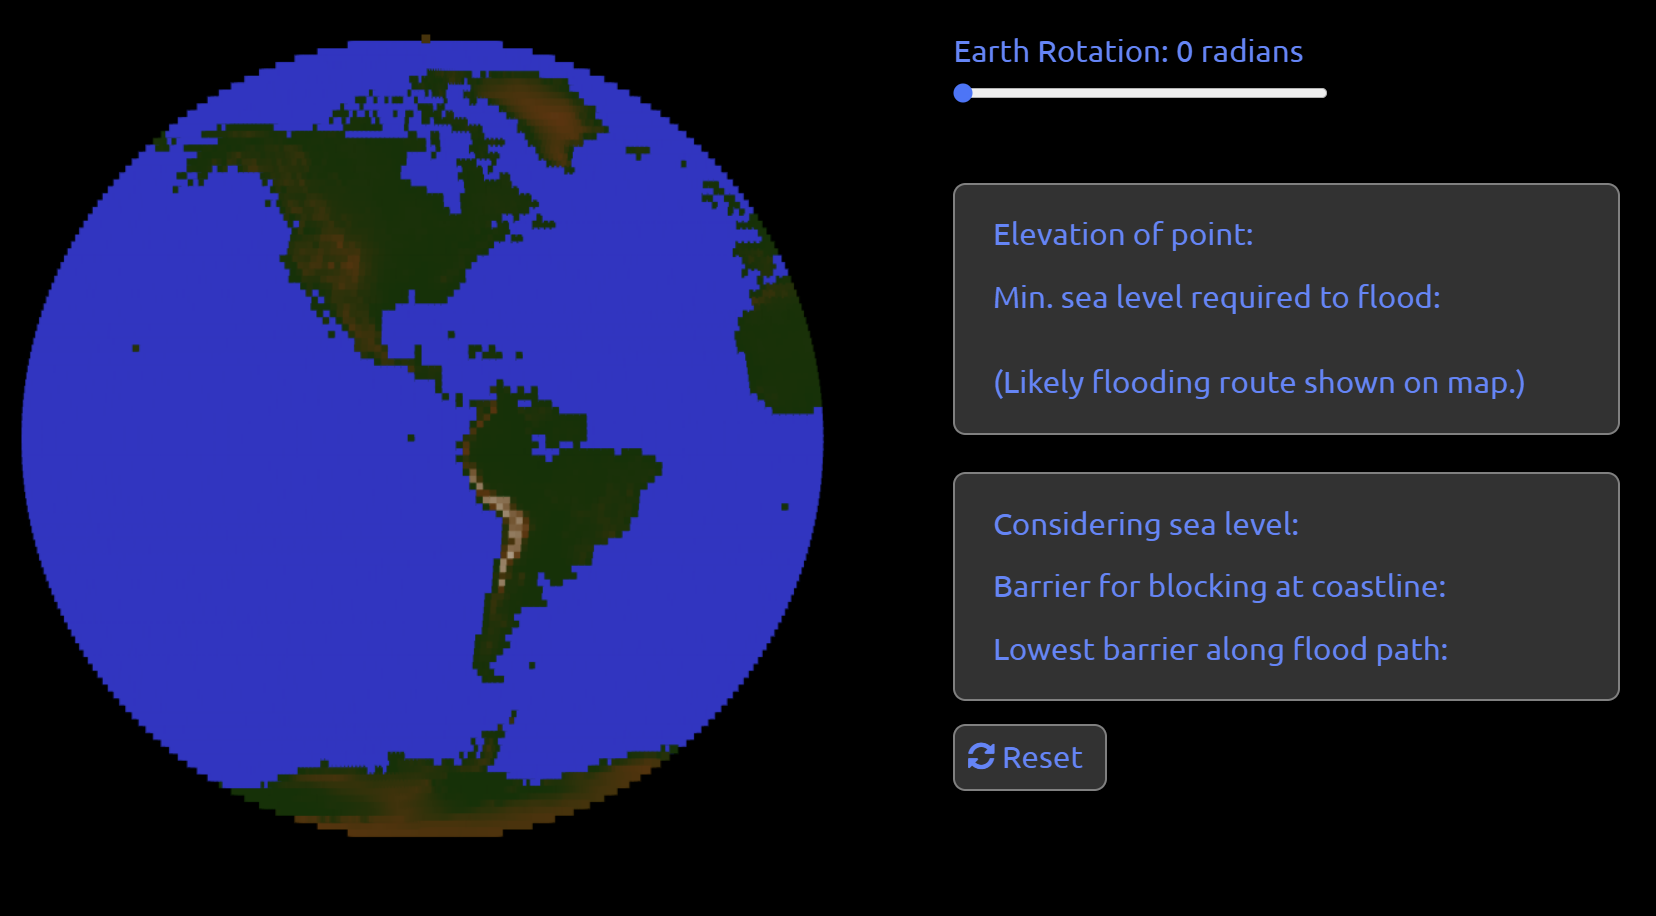 Earth Rotation: 0 radians
Elevation of point:
Min. sea level required to flood:
(Likely flooding route shown on map.)
Considering sea level:
Barrier for blocking at coastline:
Lowest barrier along flood path:
Reset